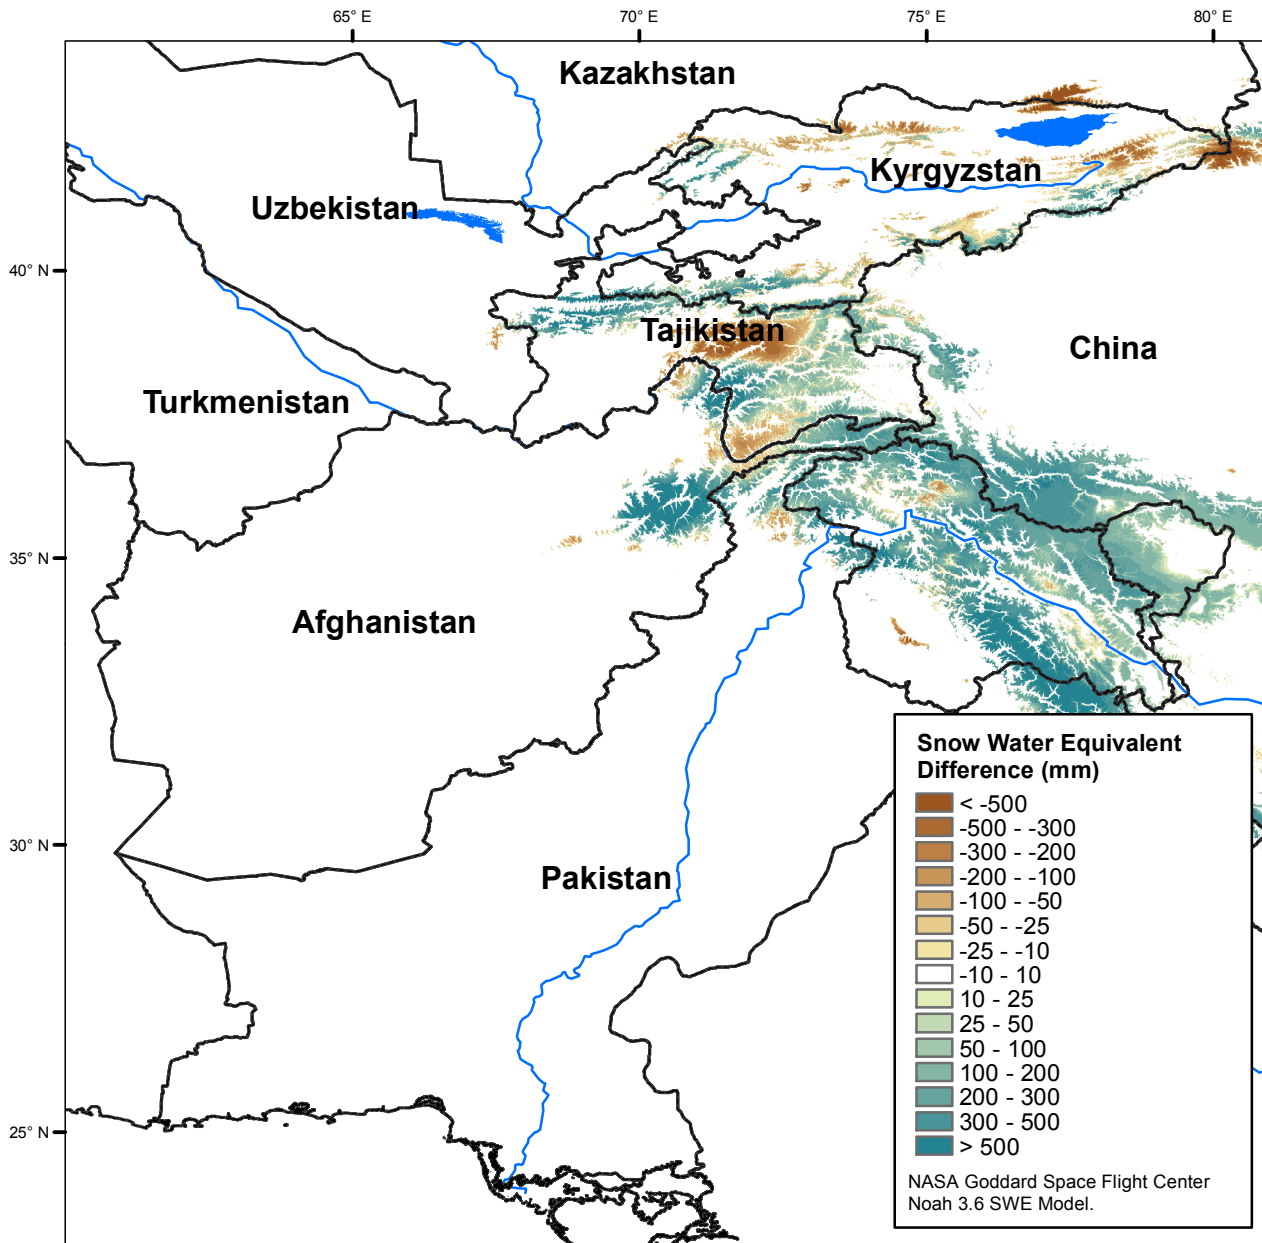 65° E 70° E 75° E 80° E
Kazakhstan
Kyrgyzstan
Uzbekistan
40° N
Tajikistan
China
Turkmenistan
35° N
Afghanistan
Snow Water Equivalent
Difference (mm)
< -500
-500 - -300
-300 - -200
-200 - -100
-100 - -50
-50 - -25
-25 - -10
-10 - 10
10 - 25
25 - 50
50 - 100
100 - 200
200 - 300
300 - 500
> 500
NASA Goddard Space Flight Center
Noah 3.6 SWE Model.
30° N
Pakistan
25° N